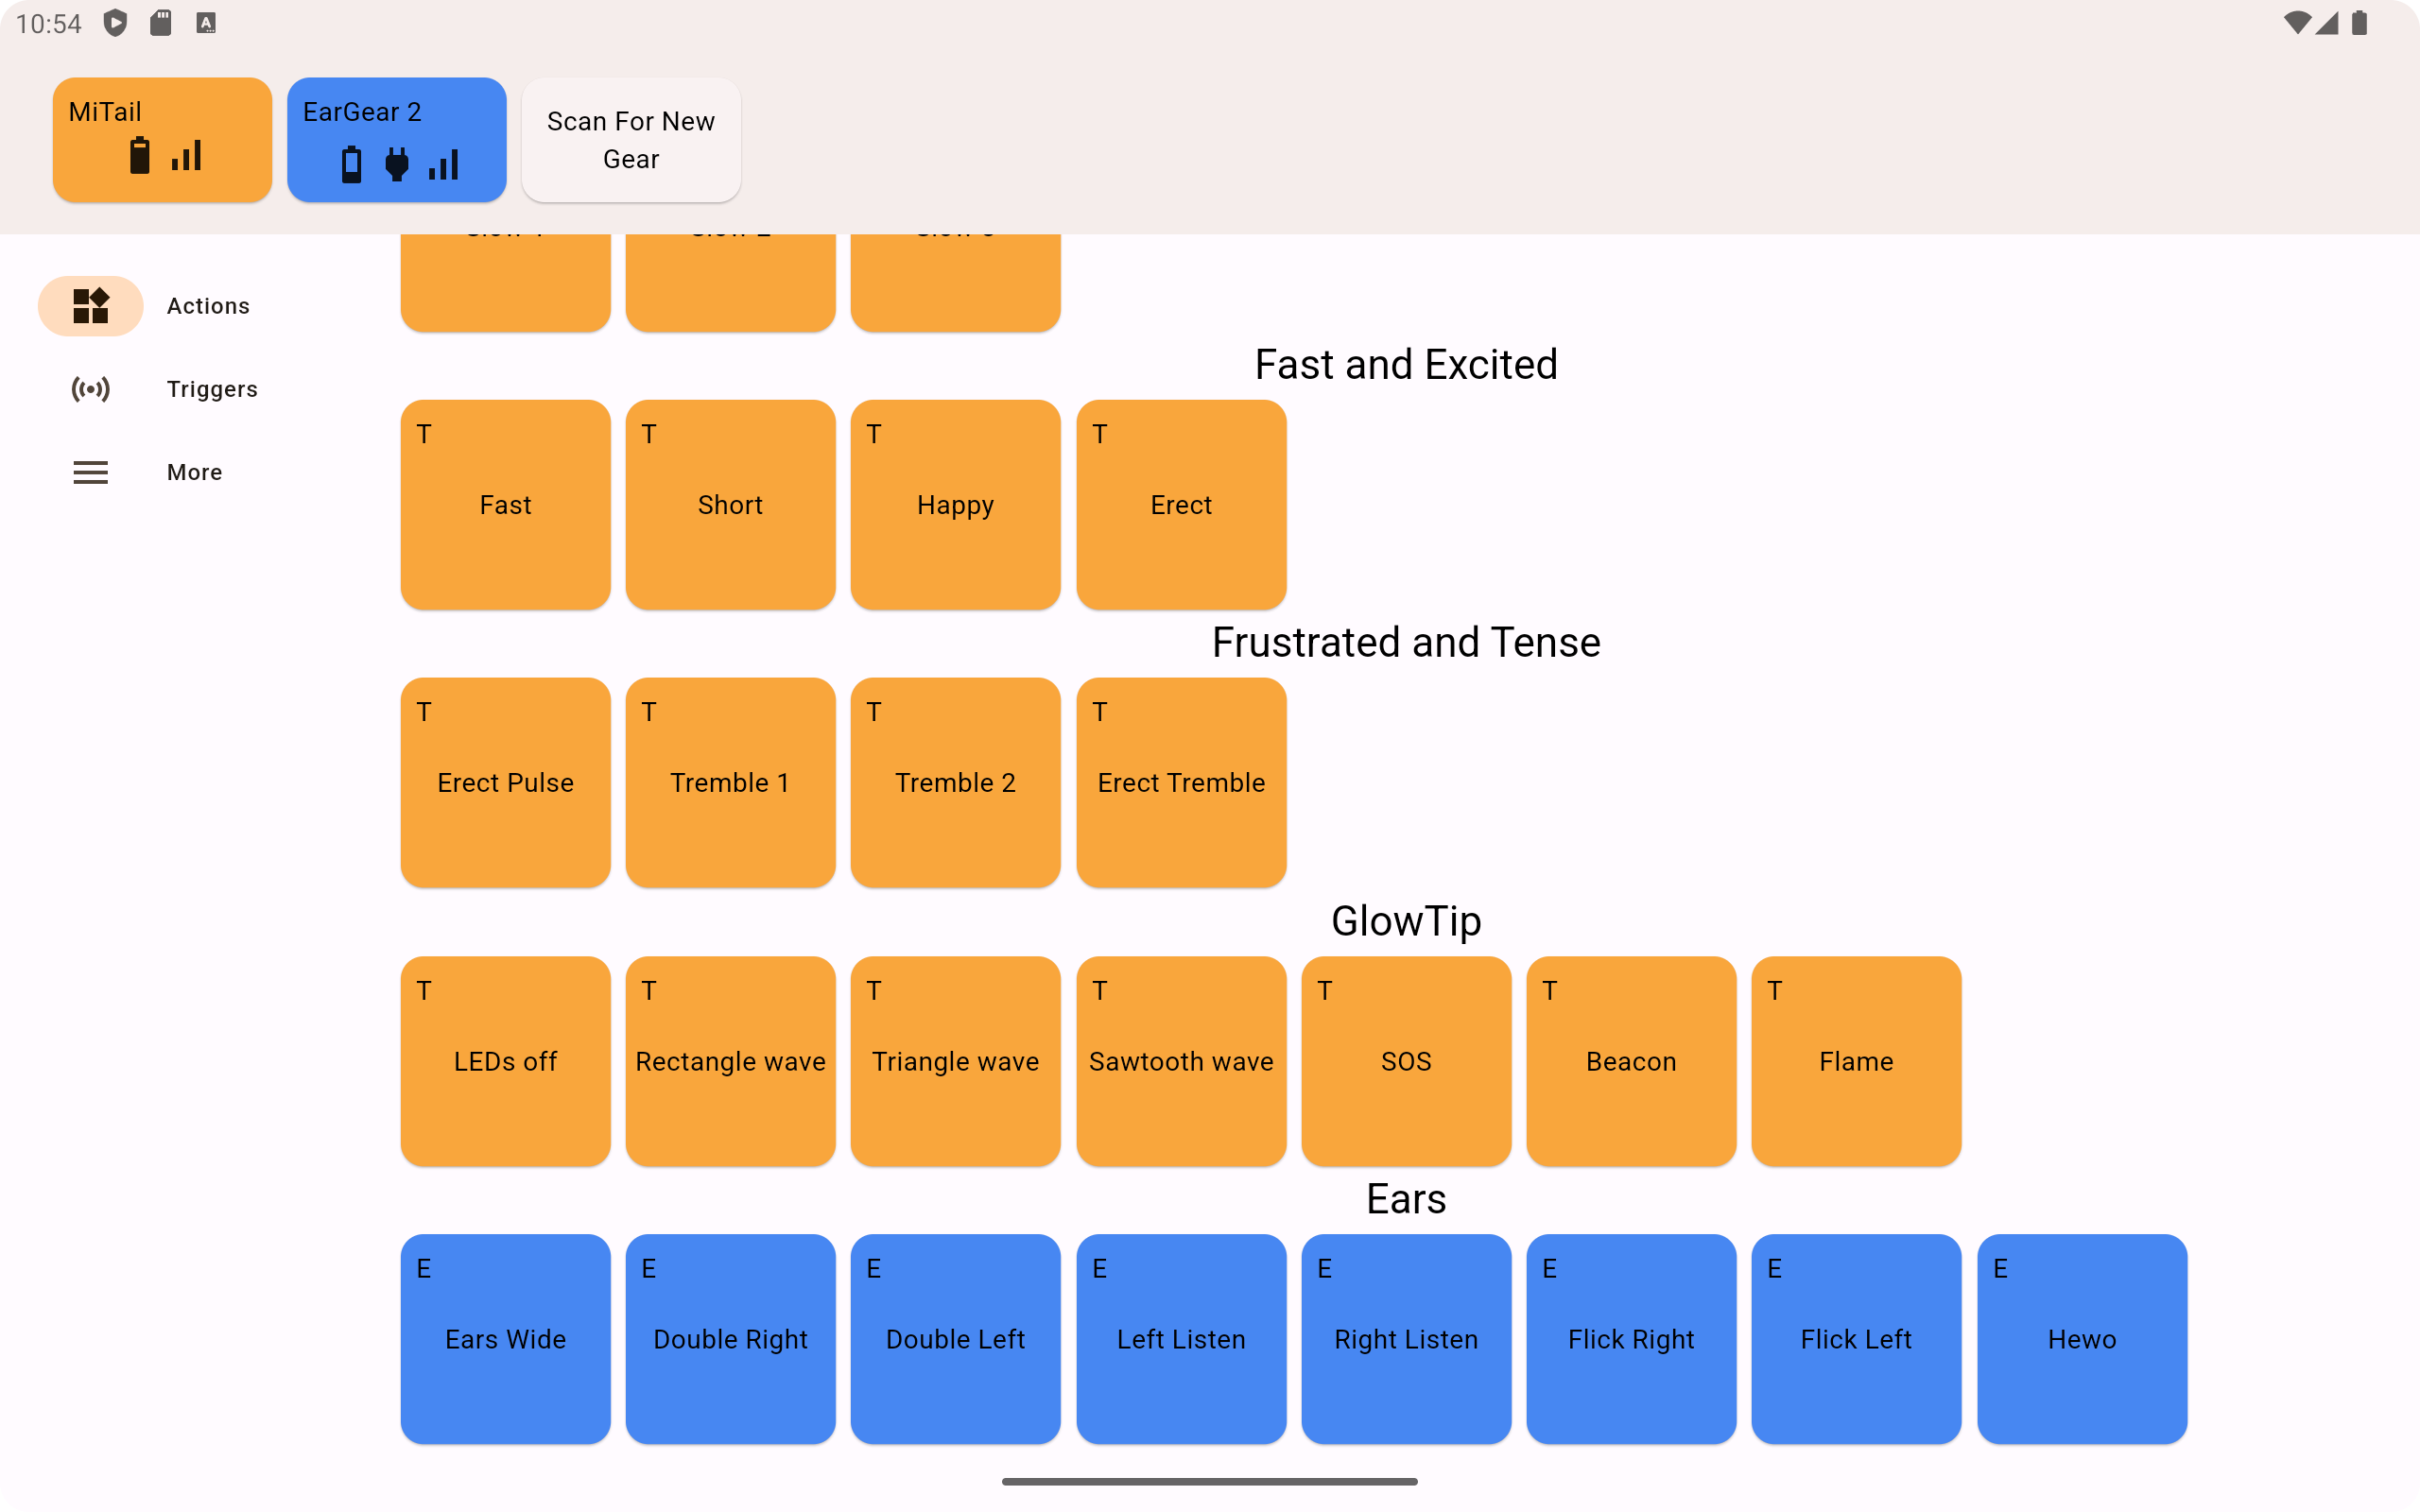 10:54
MiTail
EarGear 2
Scan For New
Gear
Actions
Triggers
More
Fast and Excited
T T T T
Fast Short Happy Erect
Frustrated and Tense
T T T T
Erect Pulse Tremble 1 Tremble 2 Erect Tremble
GlowTip
T T T T T T T
LEDs off Rectangle wave Triangle wave Sawtooth wave SOS Beacon Flame
Ears
E E E E E E E E
Ears Wide Double Right Double Left Left Listen Right Listen Flick Right Flick Left Hewo